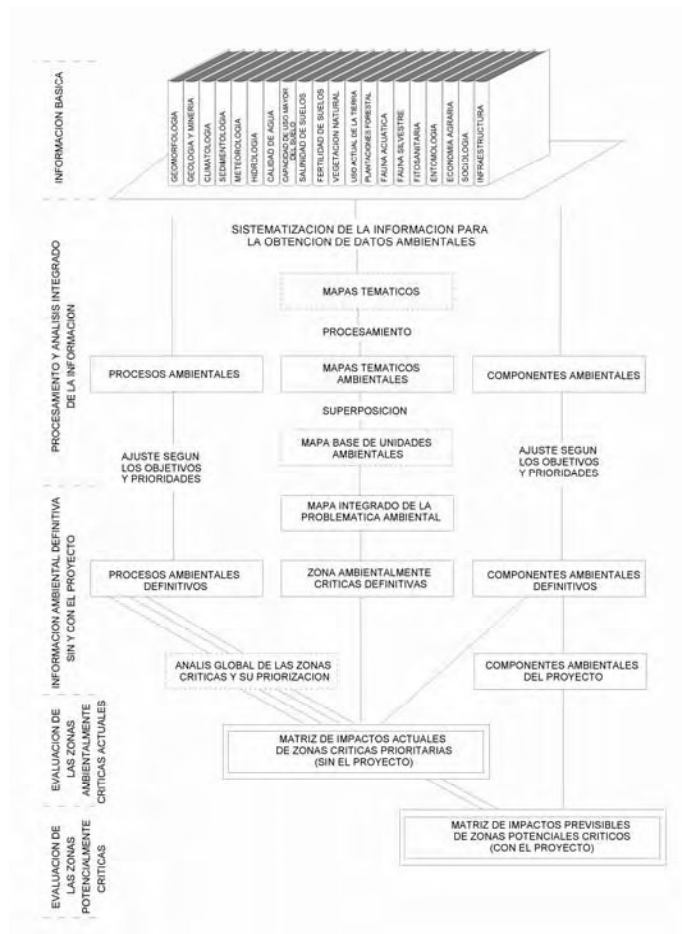 INFORMACION BASICA
GEOMORFOLOGIA
GEOLOGIA Y MINERIA
CLIMATOLOGIA
SEDIMENTOLOGIA
METEOROLOGIA
HIDROLOGIA
CALIDAD DE AGUA
CAPACIDAD DE USO MAYOR
DEL SUELO
SALINIDAD DE SUELOS
FERTILIDAD DE SUELOS
VEGETACION NATURAL
USO ACTUAL DE LA TIERRA
PLANTACIONES FORESTAL
FAUNA ACUATICA
FAUNA SILVESTRE
FITOSANITARIA
ENTOMOLOGIA
ECONOMIA AGRARIA
SOCIOLOGIA
INFRAESTRUCTURA
PROCESAMIENTO Y ANALISIS INTEGRADO
DE LA INFORMACION
SISTEMATIZACION DE LA INFORMACION PARA
LA OBTENCION DE DATOS AMBIENTALES
MAPAS TEMATICOS
PROCESAMIENTO
PROCESOS AMBIENTALES
MAPAS TEMATICOS
AMBIENTALES
COMPONENTES AMBIENTALES
SUPERPOSICION
AJUSTE SEGUN
LOS OBJETIVOS
Y PRIORIDADES
MAPA BASE DE UNIDADES
AMBIENTALES
AJUSTE SEGUN
LOS OBJETIVOS
Y PRIORIDADES
INFORMACION AMBIENTAL DEFINITIVA
SIN Y CON EL PROYECTO
MAPA INTEGRADO DE LA
PROBLEMATICA AMBIENTAL
PROCESOS AMBIENTALES
DEFINITIVOS
ZONA AMBIENTALMENTE
CRITICAS DEFINITIVAS
COMPONENTES AMBIENTALES
DEFINITIVOS
ANALIS GLOBAL DE LAS ZONAS
CRITICAS Y SU PRIORIZACION
COMPONENTES AMBIENTALES
DEL PROYECTO
EVALUACION DE
LAS ZONAS
AMBIENTALMENTE
CRITICAS ACTUALES
MATRIZ DE IMPACTOS ACTUALES
DE ZONAS CRITICAS PRIORITARIAS
(SIN EL PROYECTO)
EVALUACION DE
LAS ZONAS
POTENCIALMENTE
CRITICAS
MATRIZ DE IMPACTOS PREVISIBLES
DE ZONAS POTENCIALES CRITICOS
(CON EL PROYECTO)